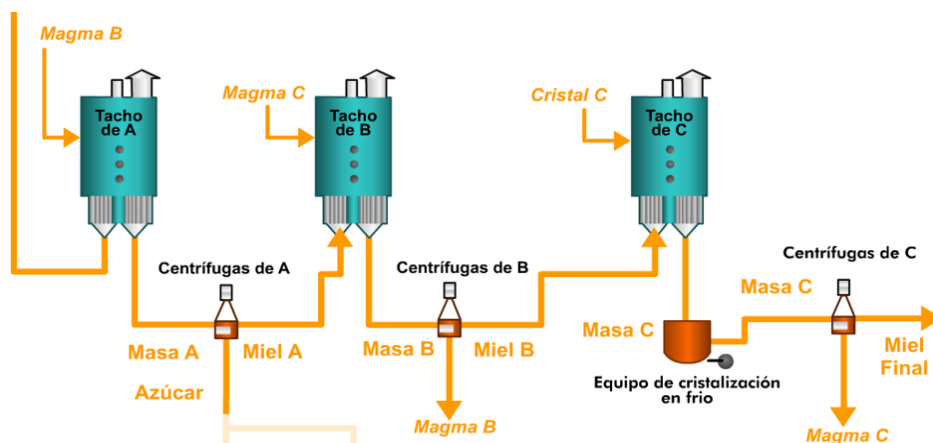 Magma B
Tacho
de A
Magma C
Tacho
de B
Cristal C
Tacho
de C
Centrífugas de A
Masa A
Miel A
Azúcar
Centrífugas de B
Masa B
Miel B
Magma B
Masa C
Equipo de cristalización
en frio
Centrífugas de C
Masa C
Miel
Final
Magma C